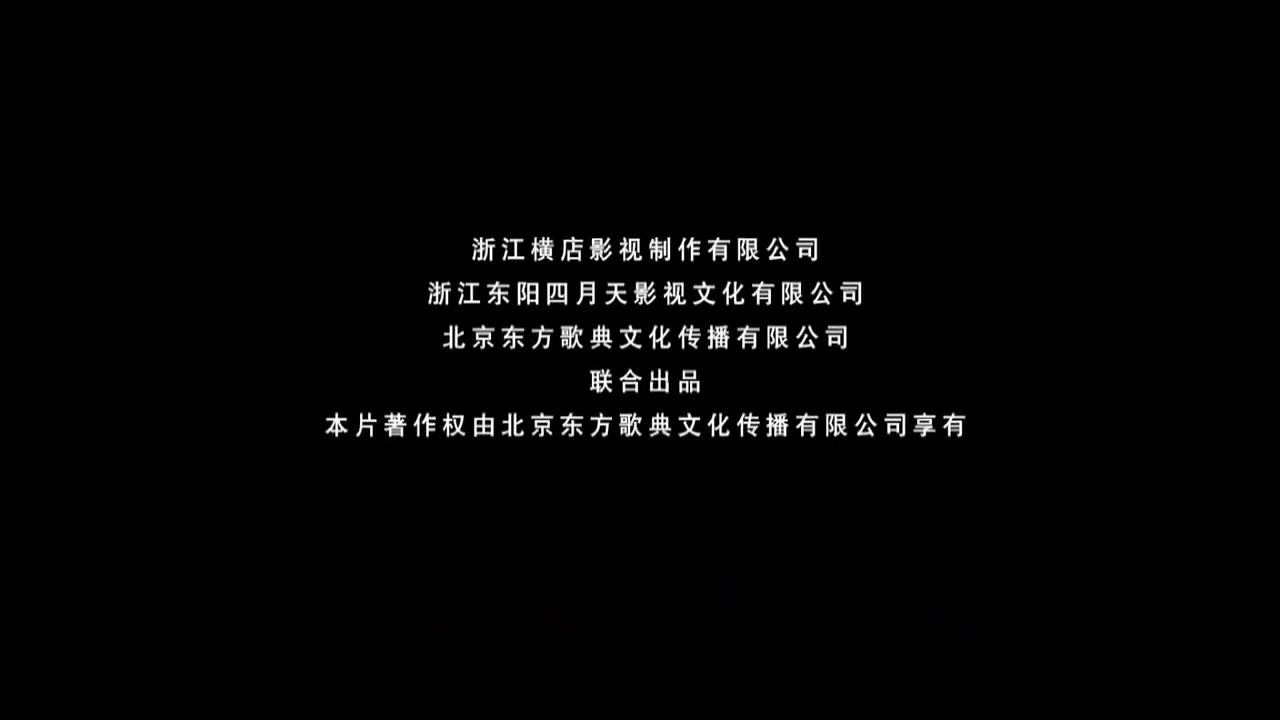 浙江横店影视制作有限公司
浙江东阳四月天影视文化有限公司
北京东方歌典文化传播有限公司
联合出品
本片著作权由北京东方歌典文化传播有限公司享有